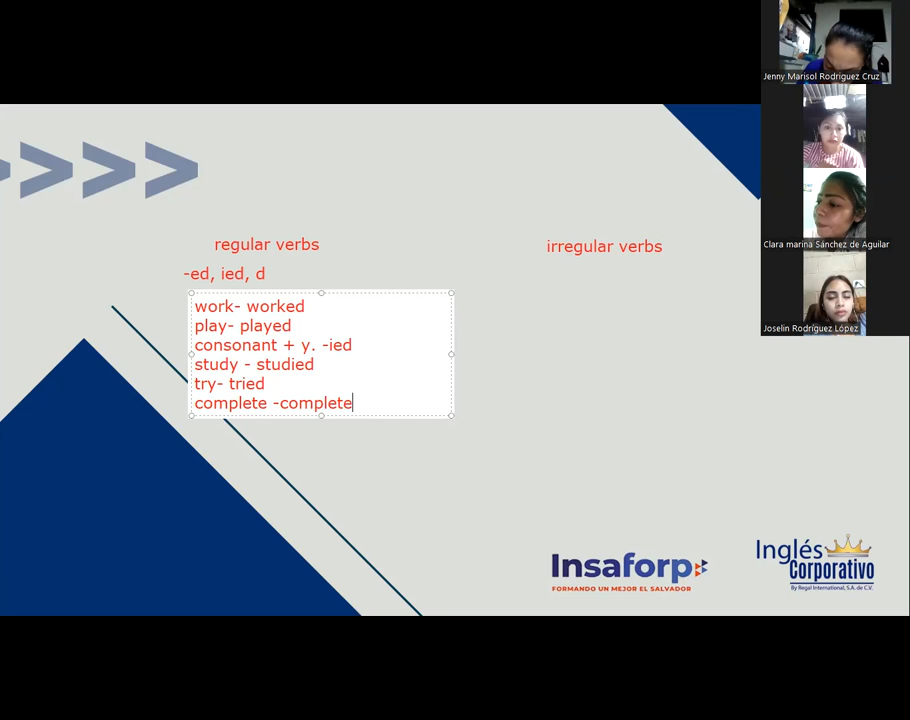 Jenny Marisol Rodriguez Cruz
Clara marina Sánchez de Aguilar
Joselin Rodríguez López
regular verbs
irregular verbs
-ed, ied, d
work- worked
play- played
consonant + y. -ied
study - studied
try- tried
complete -complete
Insaforp
FORMANDO UN MEJOR EL SALVADOR
Inglés
Corporativo
By Regal International, S.A. de C.V.